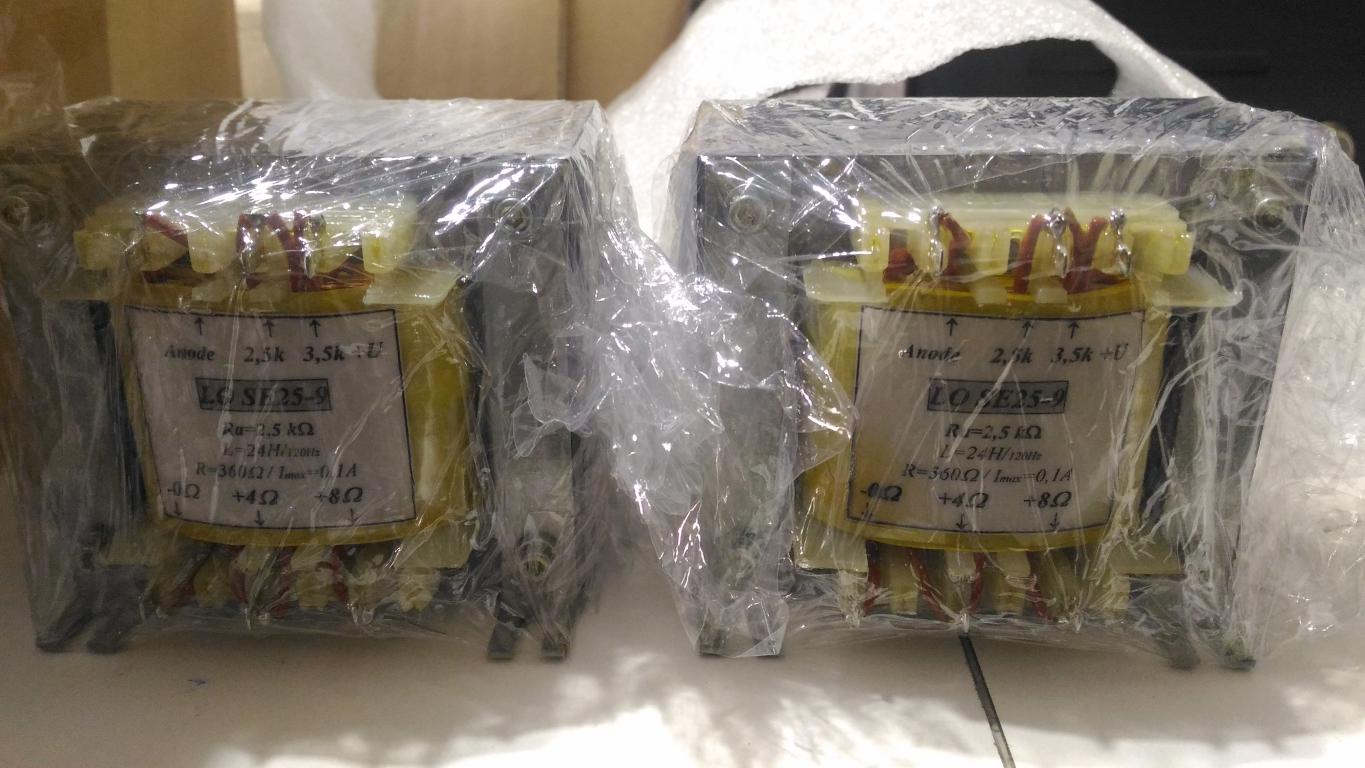 Anode 2,5k 3,5k +U
LO SE25-9
Ra=2,5 kΩ
L=24H/120Hz
R=360Ω / Imax=0,1A
-0Ω +4Ω +8Ω
Anode 2,5k 3,5k +U
LO SE25-9
Ra=2,5 kΩ
L=24H/120Hz
R=360Ω / Imax=0,1A
-0Ω +4Ω +8Ω